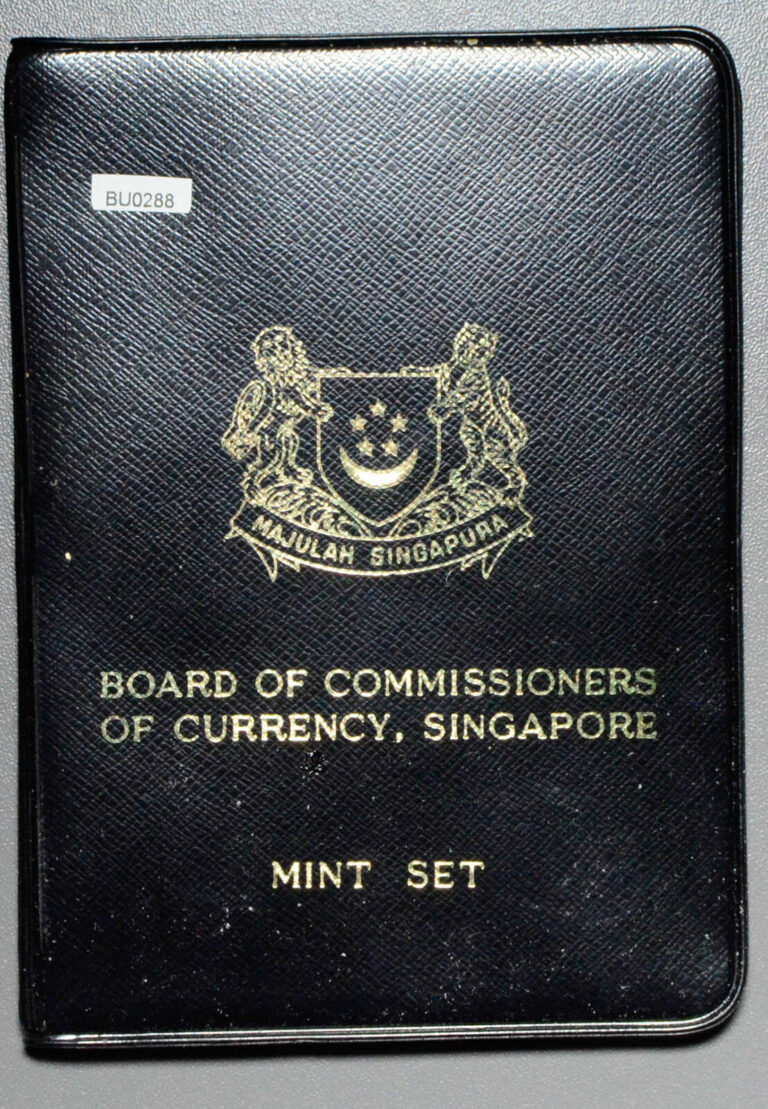 BU0288
MAJULAH SINGAPURA
BOARD OF COMMISSIONERS
OF CURRENCY, SINGAPORE
MINT SET